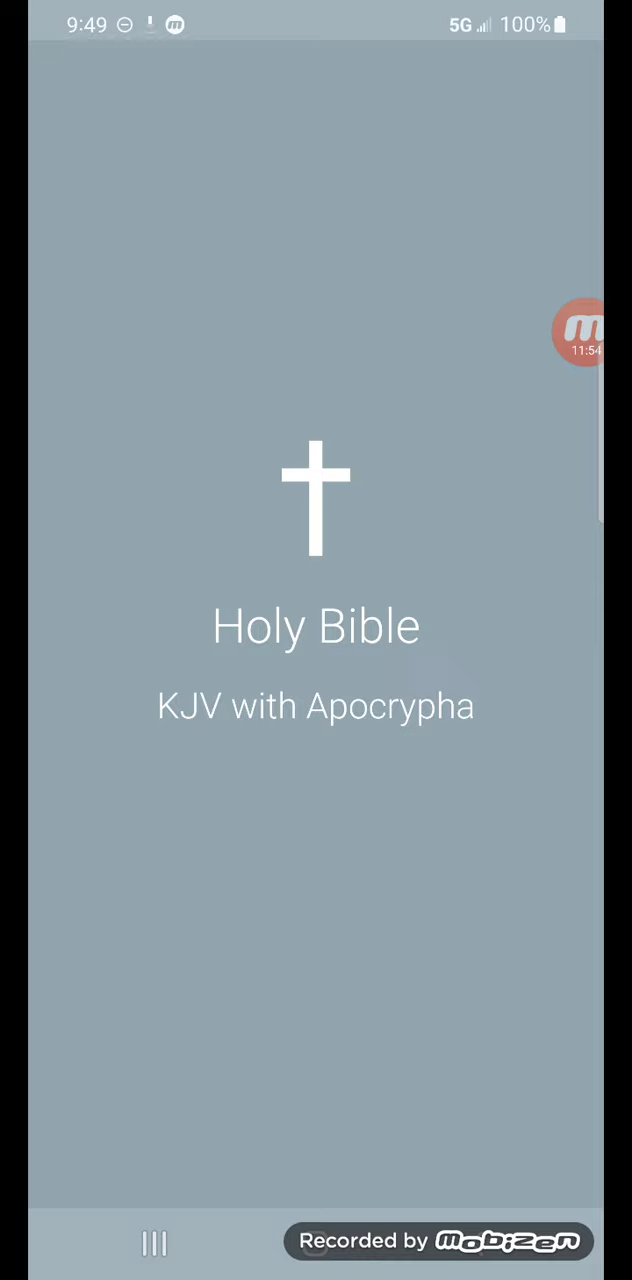 9:49 m 5G 100%
m
11:54
Holy Bible
KJV with Apocrypha
Recorded by mobizen